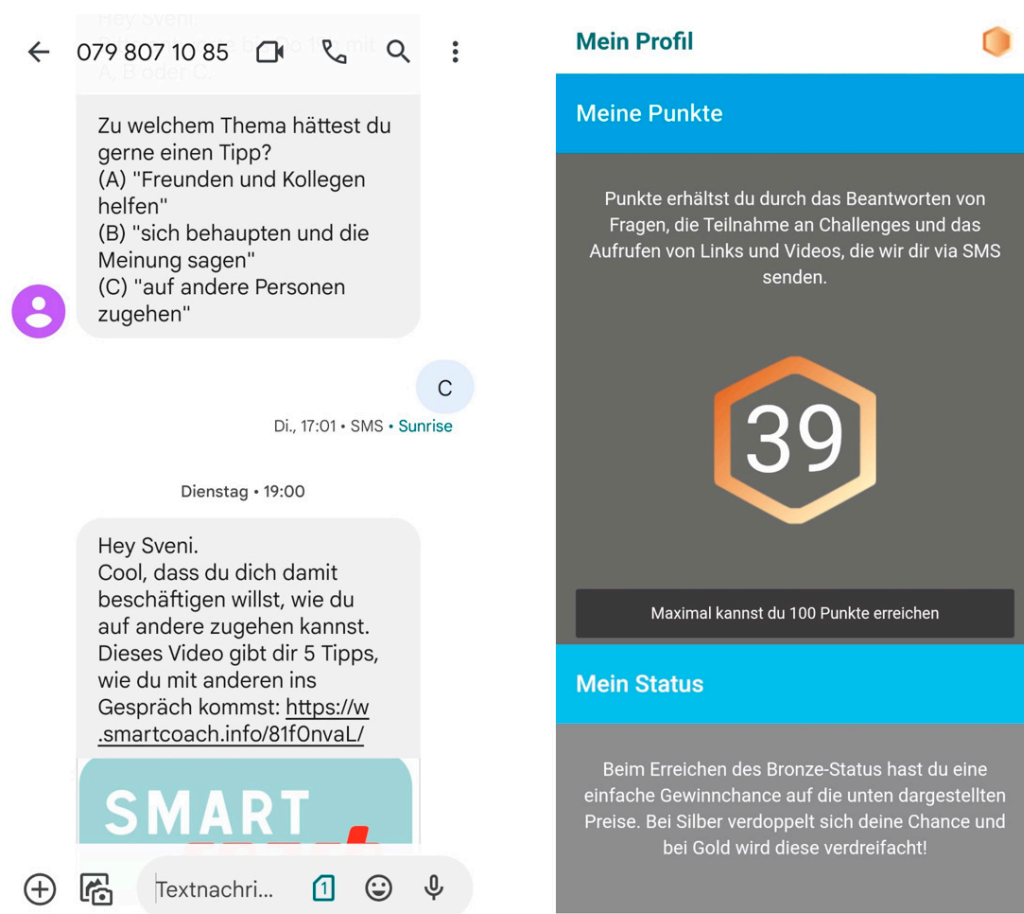 Hey Sveni.
079 807 10 85
A, B oder C.
Zu welchem Thema hättest du
gerne einen Tipp?
(A) "Freunden und Kollegen
helfen"
(B) "sich behaupten und die
Meinung sagen"
(C) "auf andere Personen
zugehen"
C
Di., 17:01 • SMS • Sunrise
Dienstag • 19:00
Hey Sveni.
Cool, dass du dich damit
beschäftigen willst, wie du
auf andere zugehen kannst.
Dieses Video gibt dir 5 Tipps,
wie du mit anderen ins
Gespräch kommst: https://w
.smartcoach.info/81f0nvaL/
SMART
Textnachri...
1
Mein Profil
Meine Punkte
Punkte erhältst du durch das Beantworten von
Fragen, die Teilnahme an Challenges und das
Aufrufen von Links und Videos, die wir dir via SMS
senden.
39
Maximal kannst du 100 Punkte erreichen
Mein Status
Beim Erreichen des Bronze-Status hast du eine
einfache Gewinnchance auf die unten dargestellten
Preise. Bei Silber verdoppelt sich deine Chance und
bei Gold wird diese verdreifacht!